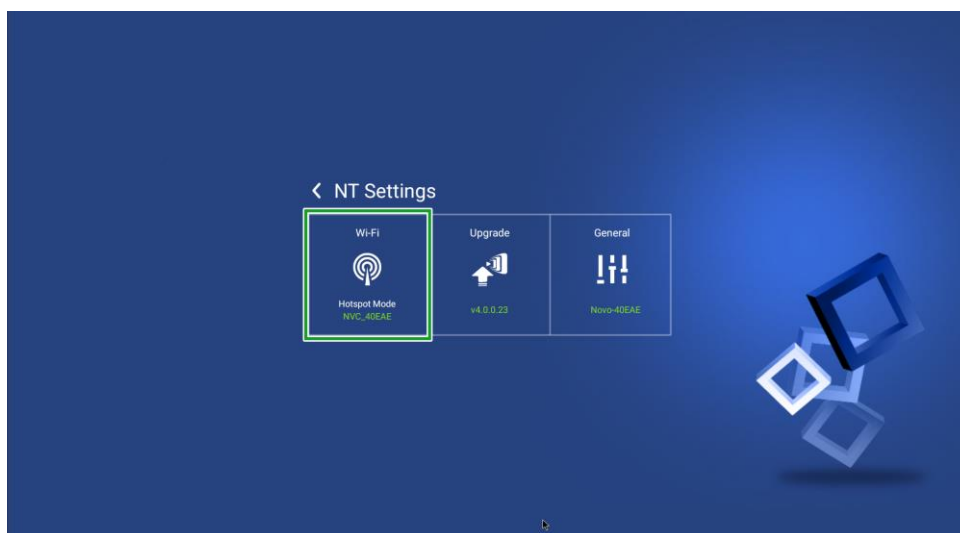 NT Settings
Wi-Fi
Hotspot Mode
NVC_40EAE
Upgrade
v4.0.0.23
General
Novo-40EAE